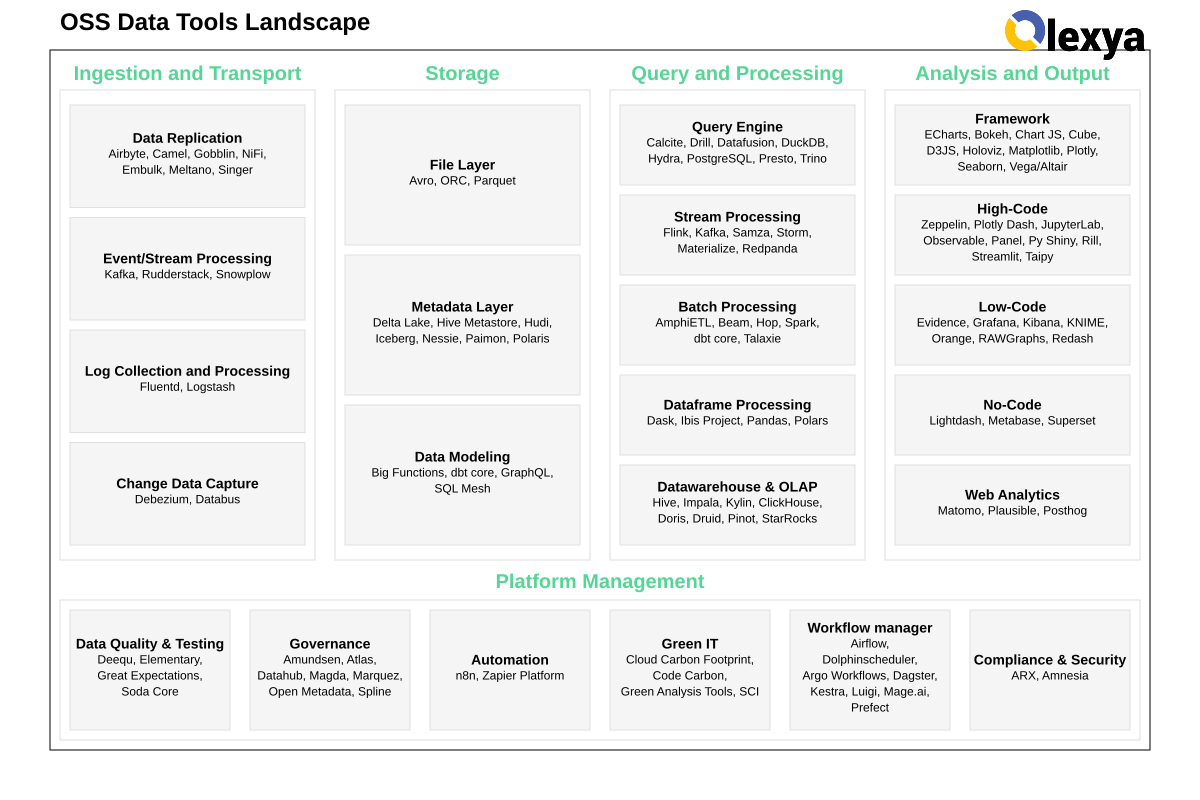 OSS Data Tools Landscape
lexya
Ingestion and Transport
Data Replication
Airbyte, Camel, Gobblin, NiFi,
Embulk, Meltano, Singer
Event/Stream Processing
Kafka, Rudderstack, Snowplow
Log Collection and Processing
Fluentd, Logstash
Change Data Capture
Debezium, Databus
Storage
File Layer
Avro, ORC, Parquet
Metadata Layer
Delta Lake, Hive Metastore, Hudi,
Iceberg, Nessie, Paimon, Polaris
Data Modeling
Big Functions, dbt core, GraphQL,
SQL Mesh
Query and Processing
Query Engine
Calcite, Drill, Datafusion, DuckDB,
Hydra, PostgreSQL, Presto, Trino
Stream Processing
Flink, Kafka, Samza, Storm,
Materialize, Redpanda
Batch Processing
AmphiETL, Beam, Hop, Spark,
dbt core, Talaxie
Dataframe Processing
Dask, Ibis Project, Pandas, Polars
Datawarehouse & OLAP
Hive, Impala, Kylin, ClickHouse,
Doris, Druid, Pinot, StarRocks
Analysis and Output
Framework
ECharts, Bokeh, Chart JS, Cube,
D3JS, Holoviz, Matplotlib, Plotly,
Seaborn, Vega/Altair
High-Code
Zeppelin, Plotly Dash, JupyterLab,
Observable, Panel, Py Shiny, Rill,
Streamlit, Taipy
Low-Code
Evidence, Grafana, Kibana, KNIME,
Orange, RAWGraphs, Redash
No-Code
Lightdash, Metabase, Superset
Web Analytics
Matomo, Plausible, Posthog
Platform Management
Data Quality & Testing
Deequ, Elementary,
Great Expectations,
Soda Core
Governance
Amundsen, Atlas,
Datahub, Magda, Marquez,
Open Metadata, Spline
Automation
n8n, Zapier Platform
Green IT
Cloud Carbon Footprint,
Code Carbon,
Green Analysis Tools, SCI
Workflow manager
Airflow,
Dolphinscheduler,
Argo Workflows, Dagster,
Kestra, Luigi, Mage.ai,
Prefect
Compliance & Security
ARX, Amnesia